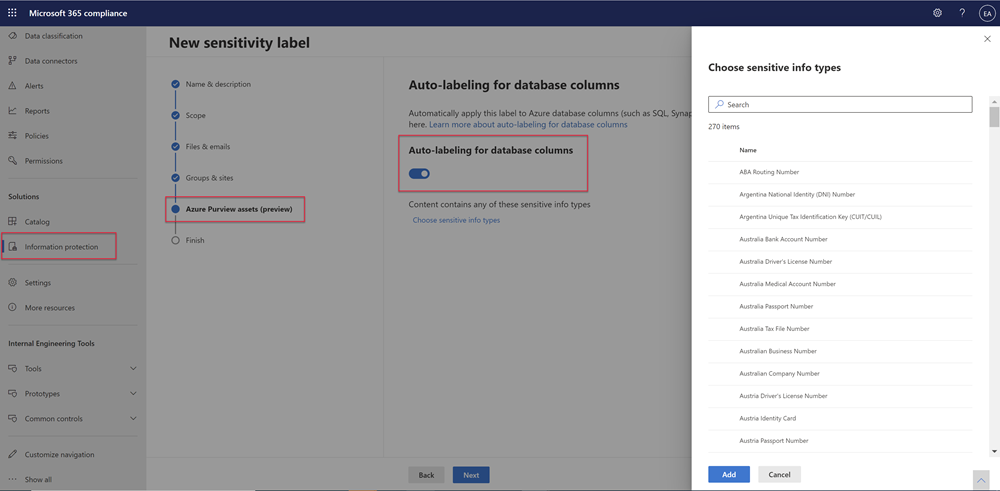 Microsoft 365 compliance
EA
Data classification
Data connectors
Alerts
Reports
Policies
Permissions
Solutions
Catalog
Information protection
Settings
More resources
Internal Engineering Tools
Tools
Prototypes
Common controls
Customize navigation
Show all
New sensitivity label
Name & description
Scope
Files & emails
Groups & sites
Azure Purview assets (preview)
Finish
Auto-labeling for database columns
Automatically apply this label to Azure database columns (such as SQL, Synap
here. Learn more about auto-labeling for database columns
Auto-labeling for database columns
Content contains any of these sensitive info types
Choose sensitive info types
Back
Next
Choose sensitive info types
Search
270 items
Name
ABA Routing Number
Argentina National Identity (DNI) Number
Argentina Unique Tax Identification Key (CUIT/CUIL)
Australia Bank Account Number
Australia Driver's License Number
Australia Medical Account Number
Australia Passport Number
Australia Tax File Number
Australian Business Number
Australian Company Number
Austria Driver's License Number
Austria Identity Card
Austria Passport Number
Add
Cancel